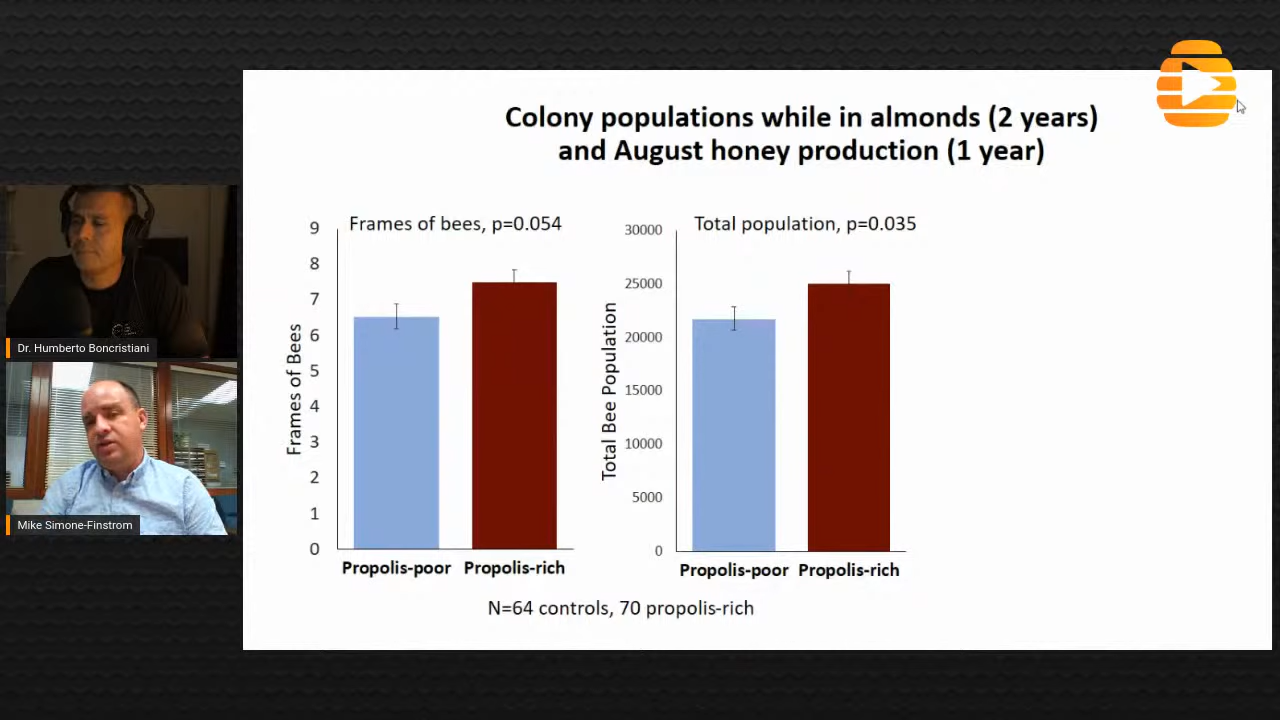 Colony populations while in almonds (2 years)
and August honey production (1 year)
Frames of bees, p=0.054
9
8
7
6
5
4
3
2
1
0
Frames of Bees
Propolis-poor Propolis-rich
Total population, p=0.035
30000
25000
20000
15000
10000
5000
0
Total Bee Population
Propolis-poor Propolis-rich
N=64 controls, 70 propolis-rich
Dr. Humberto Boncristiani
Mike Simone-Finstrom